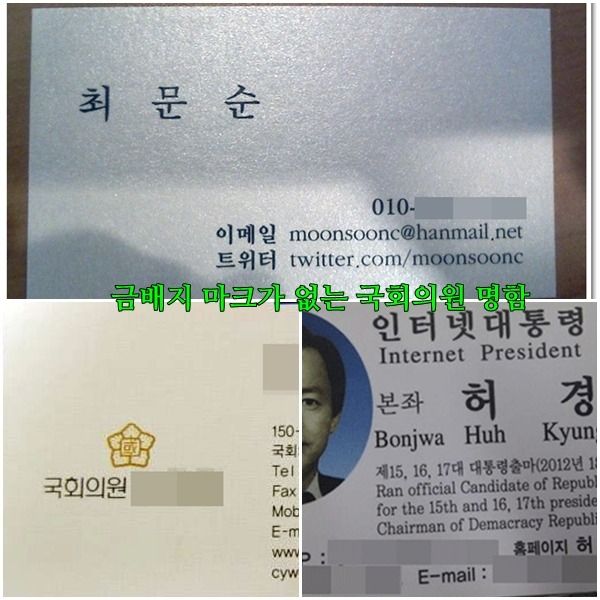 최 문 순
010-
이메일 moonsoonc@hanmail.net
트위터 twitter.com/moonsoonc
금배지 마크가 없는 국회의원 명함
國
국회의원
150-
국회
Tel
Fax
Mob
E-m
www
cyw
인터넷대통령
Internet President
본좌 허 경
Bonjwa Huh Kyun
제15, 16, 17대 대통령출마(2012년 18
Ran official Candidate of Republi
for the 15th and 16, 17th preside
Chairman of Demacracy Republi
홈페이지 허
E-mail :